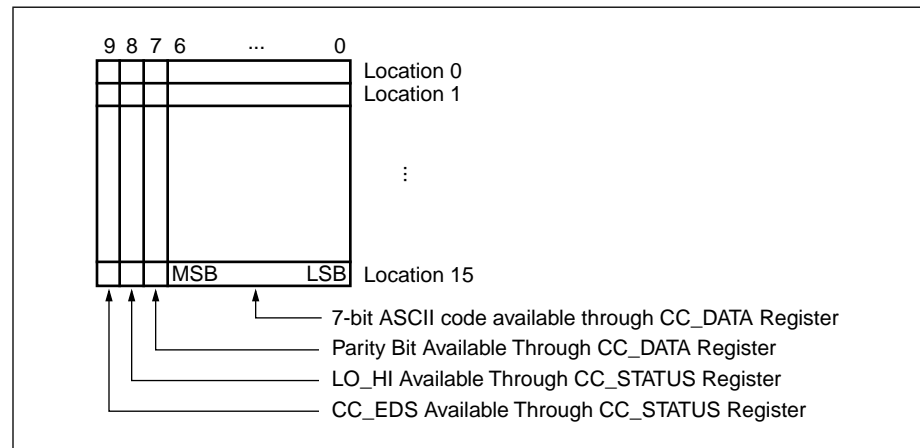 9 8 7 6 ... 0
Location 0
Location 1
...
MSB LSB Location 15
7-bit ASCII code available through CC_DATA Register
Parity Bit Available Through CC_DATA Register
LO_HI Available Through CC_STATUS Register
CC_EDS Available Through CC_STATUS Register